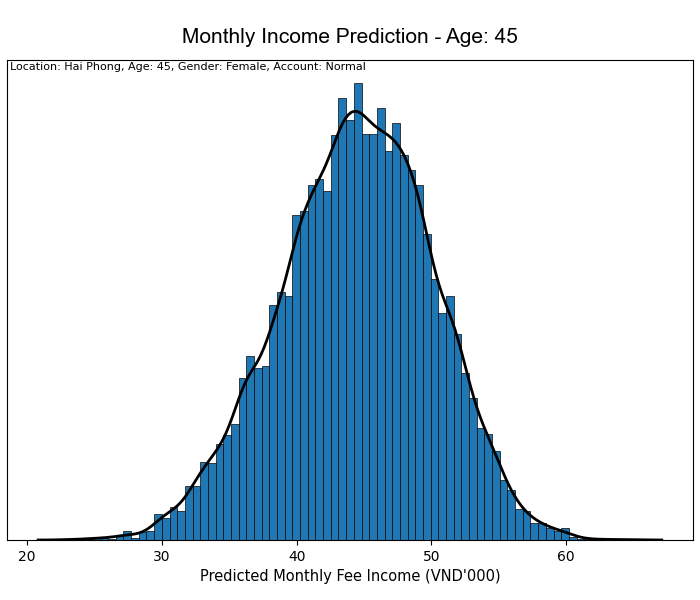 Monthly Income Prediction - Age: 45
Location: Hai Phong, Age: 45, Gender: Female, Account: Normal
20 30 40 50 60
Predicted Monthly Fee Income (VND'000)